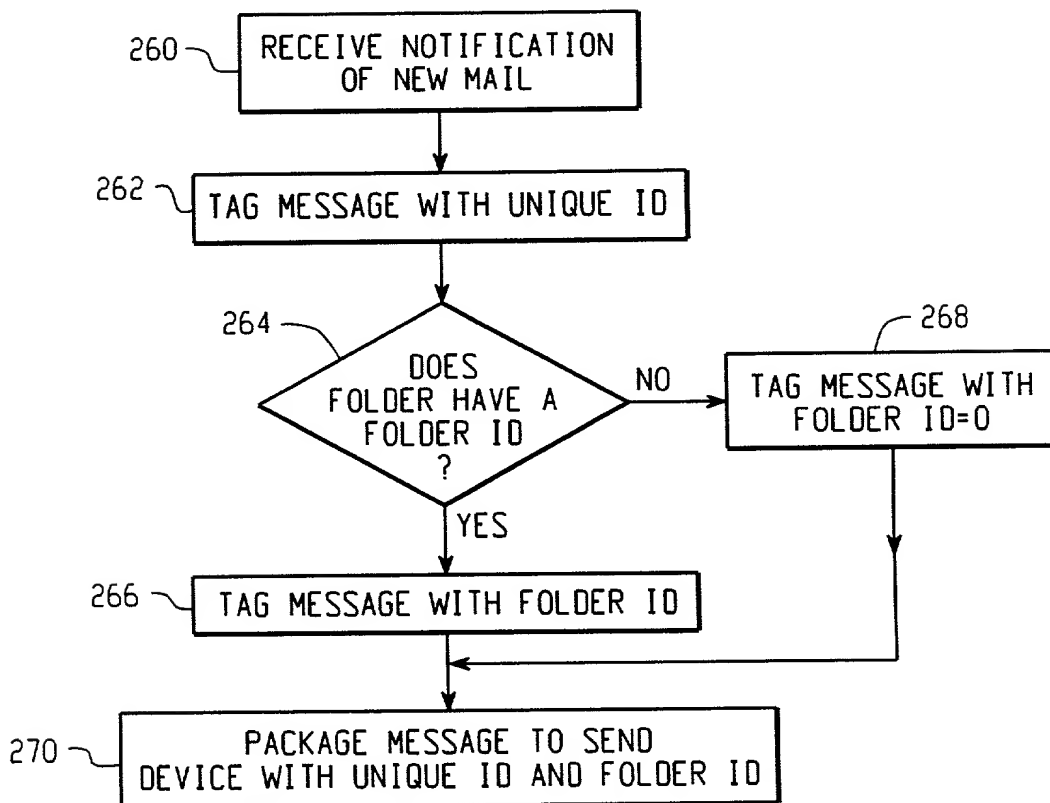 260
RECEIVE NOTIFICATION
OF NEW MAIL
262
TAG MESSAGE WITH UNIQUE ID
264
DOES
FOLDER HAVE A
FOLDER ID
?
NO
268
TAG MESSAGE WITH
FOLDER ID=0
YES
266
TAG MESSAGE WITH FOLDER ID
270
PACKAGE MESSAGE TO SEND
DEVICE WITH UNIQUE ID AND FOLDER ID